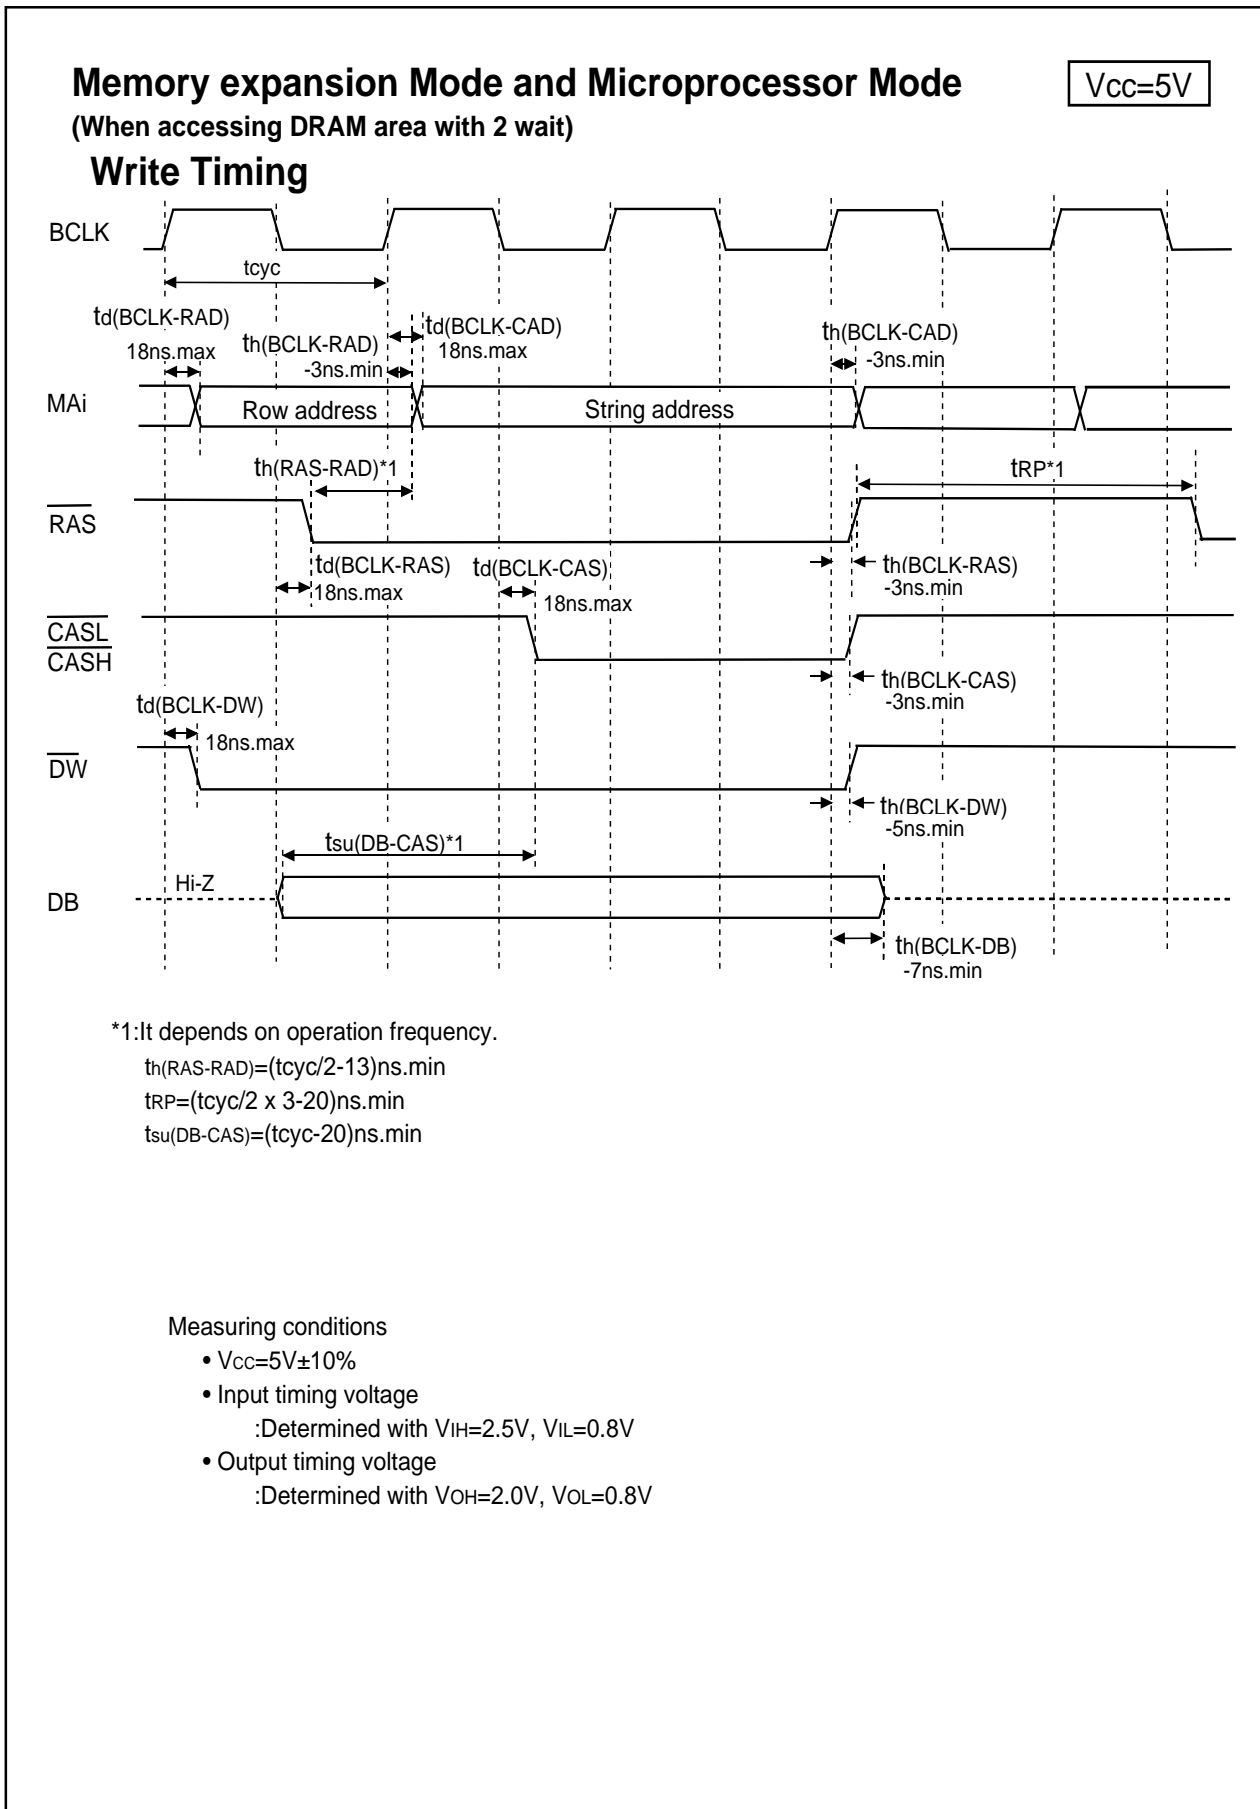 Memory expansion Mode and Microprocessor Mode
Vcc=5V
(When accessing DRAM area with 2 wait)
Write Timing
BCLK
tcyc
td(BCLK-RAD)
18ns.max
th(BCLK-RAD)
-3ns.min
td(BCLK-CAD)
18ns.max
th(BCLK-CAD)
-3ns.min
MAi
Row address
String address
th(RAS-RAD)*1
tRP*1
RAS
td(BCLK-RAS)
18ns.max
td(BCLK-CAS)
18ns.max
th(BCLK-RAS)
-3ns.min
CASL
CASH
th(BCLK-CAS)
-3ns.min
td(BCLK-DW)
18ns.max
DW
th(BCLK-DW)
-5ns.min
tsu(DB-CAS)*1
Hi-Z
DB
th(BCLK-DB)
-7ns.min
*1:It depends on operation frequency.
th(RAS-RAD)=(tcyc/2-13)ns.min
tRP=(tcyc/2 x 3-20)ns.min
tsu(DB-CAS)=(tcyc-20)ns.min
Measuring conditions
• VCC=5V±10%
• Input timing voltage
:Determined with VIH=2.5V, VIL=0.8V
• Output timing voltage
:Determined with VOH=2.0V, VOL=0.8V